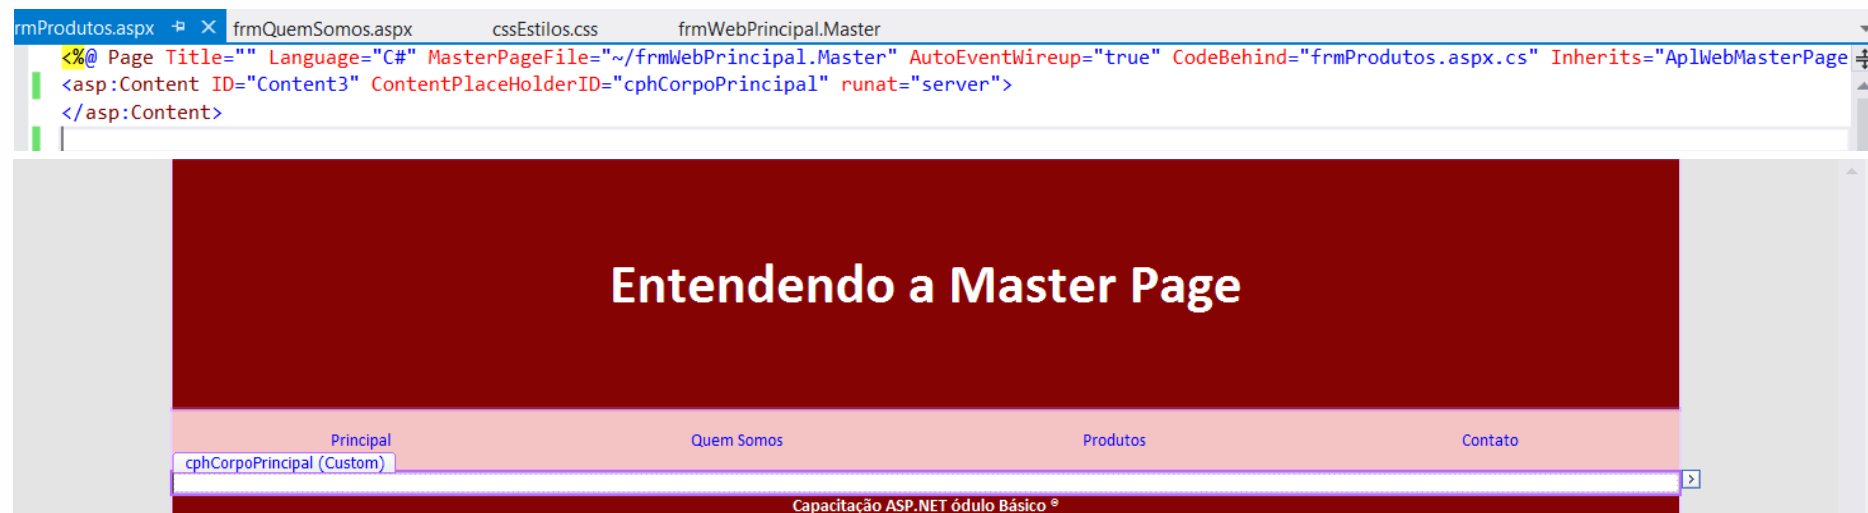 rmProdutos.aspx frmQuemSomos.aspx cssEstilos.css frmWebPrincipal.Master
<%@ Page Title="" Language="C#" MasterPageFile="~/frmWebPrincipal.Master" AutoEventWireup="true" CodeBehind="frmProdutos.aspx.cs" Inherits="AplWebMasterPage
<asp:Content ID="Content3" ContentPlaceHolderID="cphCorpoPrincipal" runat="server">
</asp:Content>
Entendendo a Master Page
Principal Quem Somos Produtos Contato
cphCorpoPrincipal (Custom)
Capacitação ASP.NET ódulo Básico ®